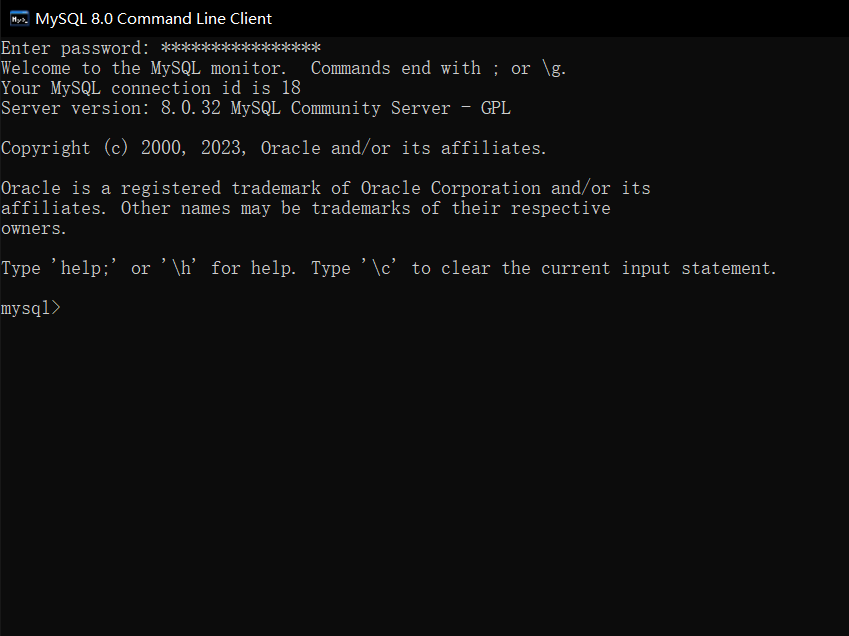 MySQL 8.0 Command Line Client
Enter password: ****************
Welcome to the MySQL monitor.  Commands end with ; or \g.
Your MySQL connection id is 18
Server version: 8.0.32 MySQL Community Server - GPL
Copyright (c) 2000, 2023, Oracle and/or its affiliates.
Oracle is a registered trademark of Oracle Corporation and/or its
affiliates. Other names may be trademarks of their respective
owners.
Type 'help;' or '\h' for help. Type '\c' to clear the current input statement.
mysql>